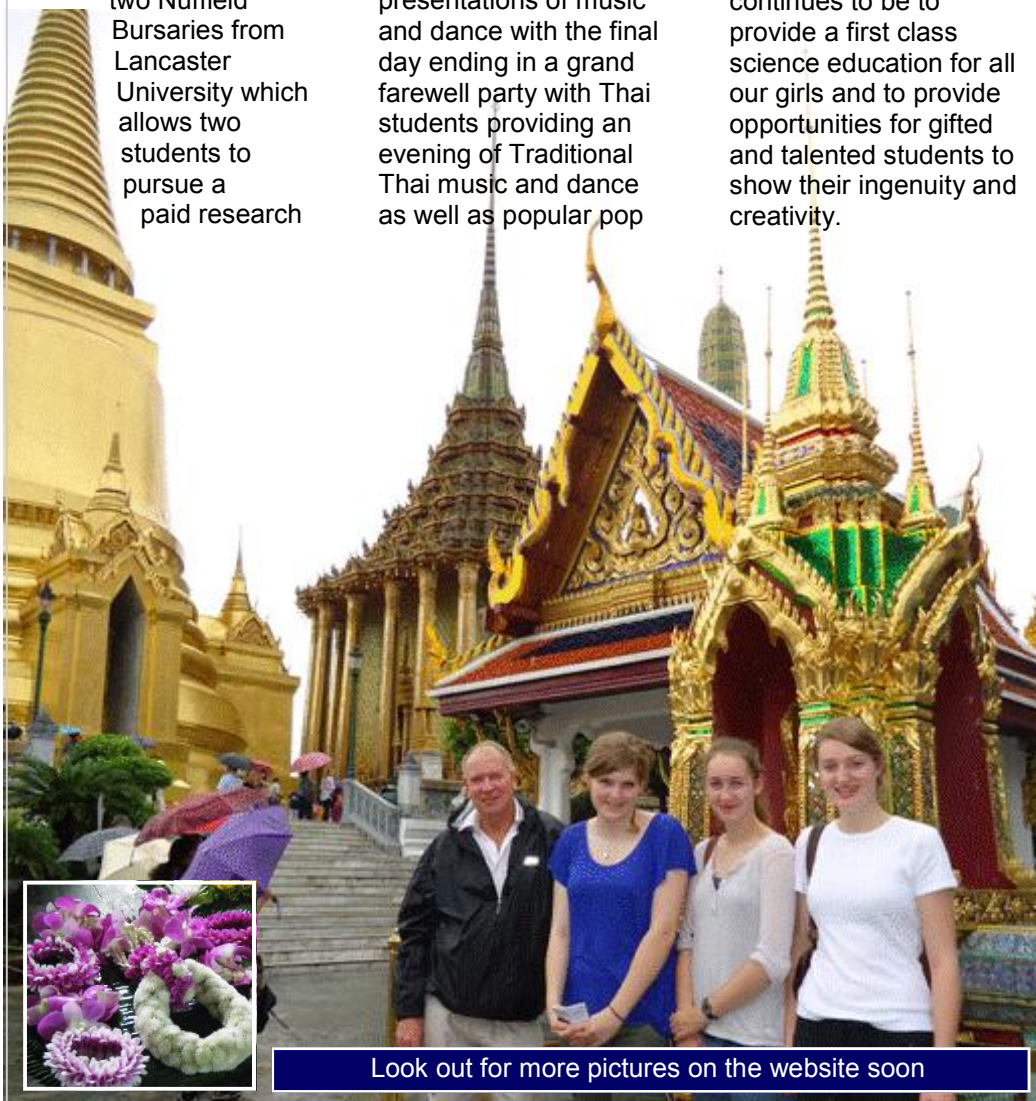 two Nuffield
Bursaries from
Lancaster
University which
allows two
students to
pursue a
paid research
presentations of music
and dance with the final
day ending in a grand
farewell party with Thai
students providing an
evening of Traditional
Thai music and dance
as well as popular pop
continues to be to
provide a first class
science education for all
our girls and to provide
opportunities for gifted
and talented students to
show their ingenuity and
creativity.
Look out for more pictures on the website soon